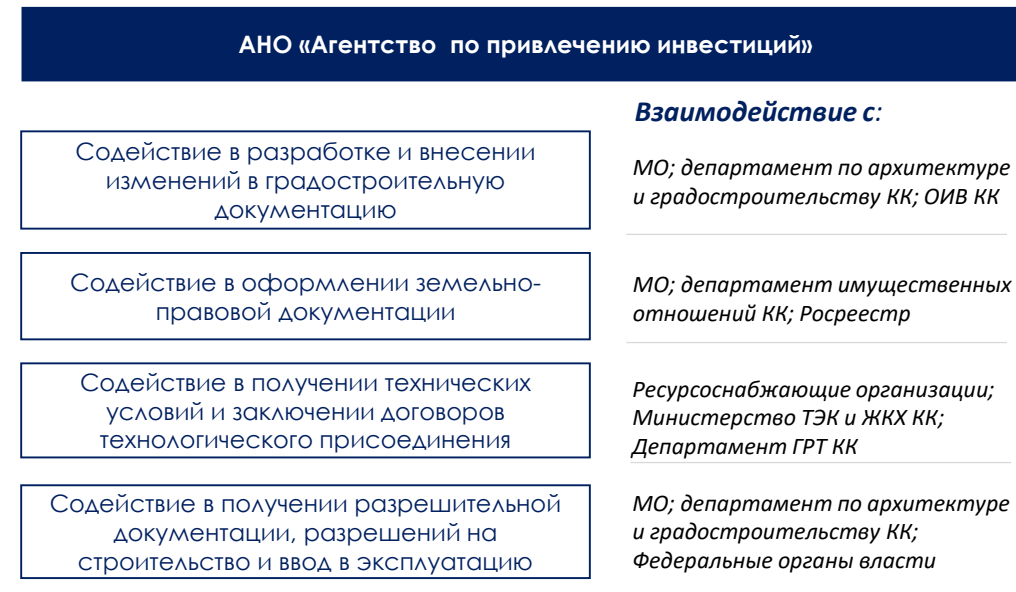 АНО «Агентство по привлечению инвестиций»
Взаимодействие с:
Содействие в разработке и внесении
изменений в градостроительную
документацию
МО; департамент по архитектуре
и градостроительству КК; ОИВ КК
Содействие в оформлении земельно-
правовой документации
МО; департамент имущественных
отношений КК; Росреестр
Содействие в получении технических
условий и заключении договоров
технологического присоединения
Ресурсоснабжающие организации;
Министерство ТЭК и ЖКХ КК;
Департамент ГРТ КК
Содействие в получении разрешительной
документации, разрешений на
строительство и ввод в эксплуатацию
МО; департамент по архитектуре
и градостроительству КК;
Федеральные органы власти